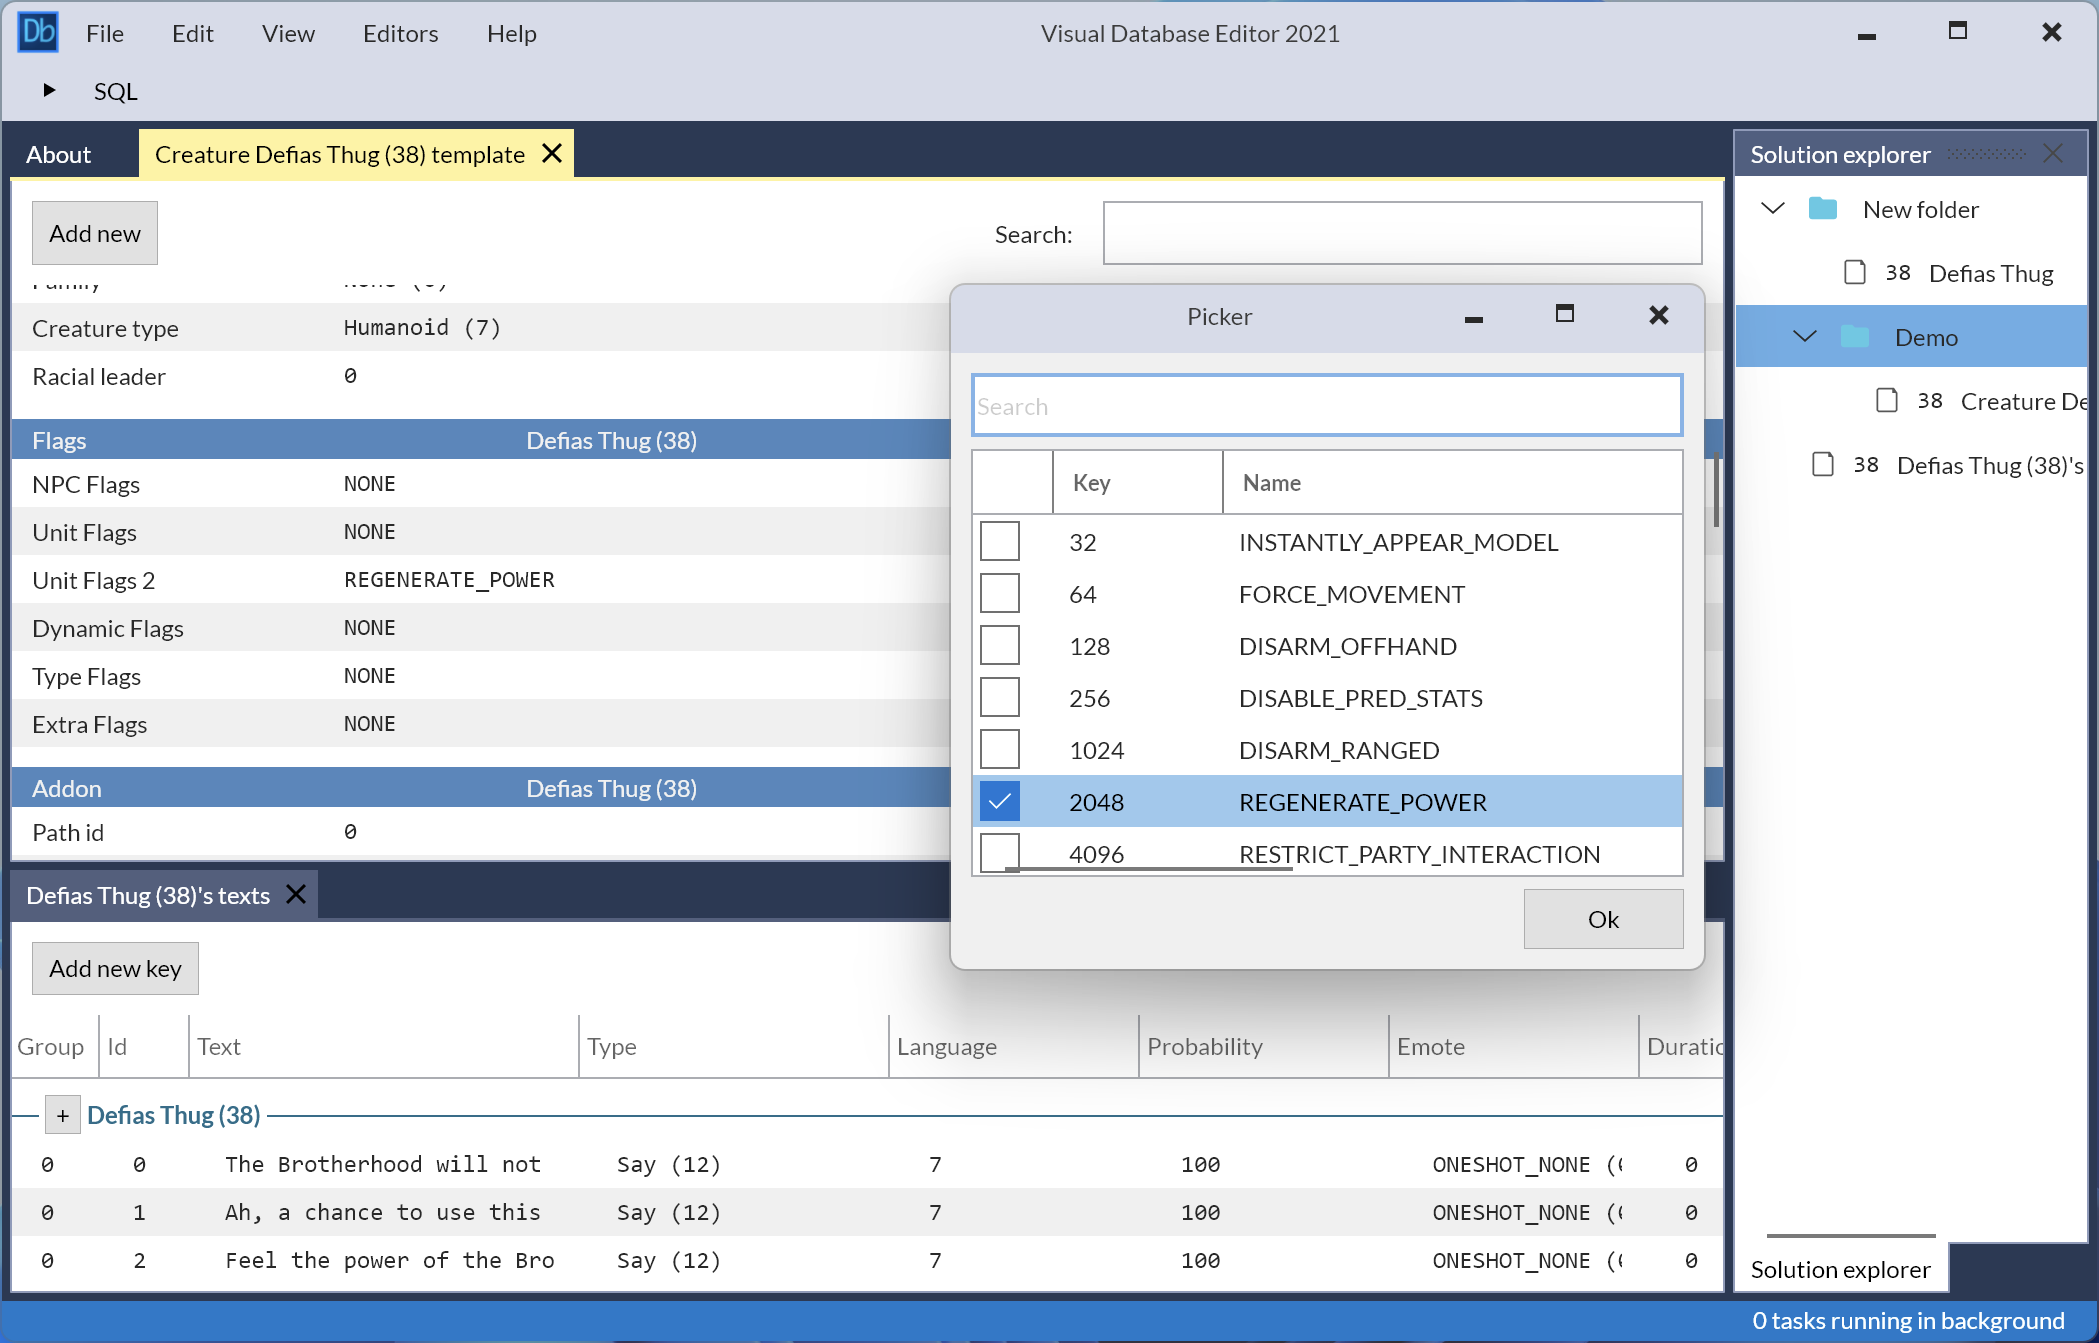 Db File Edit View Editors Help Visual Database Editor 2021
SQL
About Creature Defias Thug (38) template
Add new Search:
Creature type Humanoid (7)
Racial leader 0
Flags Defias Thug (38)
NPC Flags NONE
Unit Flags NONE
Unit Flags 2 REGENERATE_POWER
Dynamic Flags NONE
Type Flags NONE
Extra Flags NONE
Addon Defias Thug (38)
Path id 0
Picker
Search
Key Name
32 INSTANTLY_APPEAR_MODEL
64 FORCE_MOVEMENT
128 DISARM_OFFHAND
256 DISABLE_PRED_STATS
1024 DISARM_RANGED
2048 REGENERATE_POWER
4096 RESTRICT_PARTY_INTERACTION
Ok
Defias Thug (38)'s texts
Add new key
Group Id Text Type Language Probability Emote Duratic
+ Defias Thug (38)
0 0 The Brotherhood will not Say (12) 7 100 ONESHOT_NONE ( 0
0 1 Ah, a chance to use this Say (12) 7 100 ONESHOT_NONE ( 0
0 2 Feel the power of the Bro Say (12) 7 100 ONESHOT_NONE ( 0
Solution explorer
New folder
38 Defias Thug
Demo
38 Creature De
38 Defias Thug (38)'s
Solution explorer
0 tasks running in background